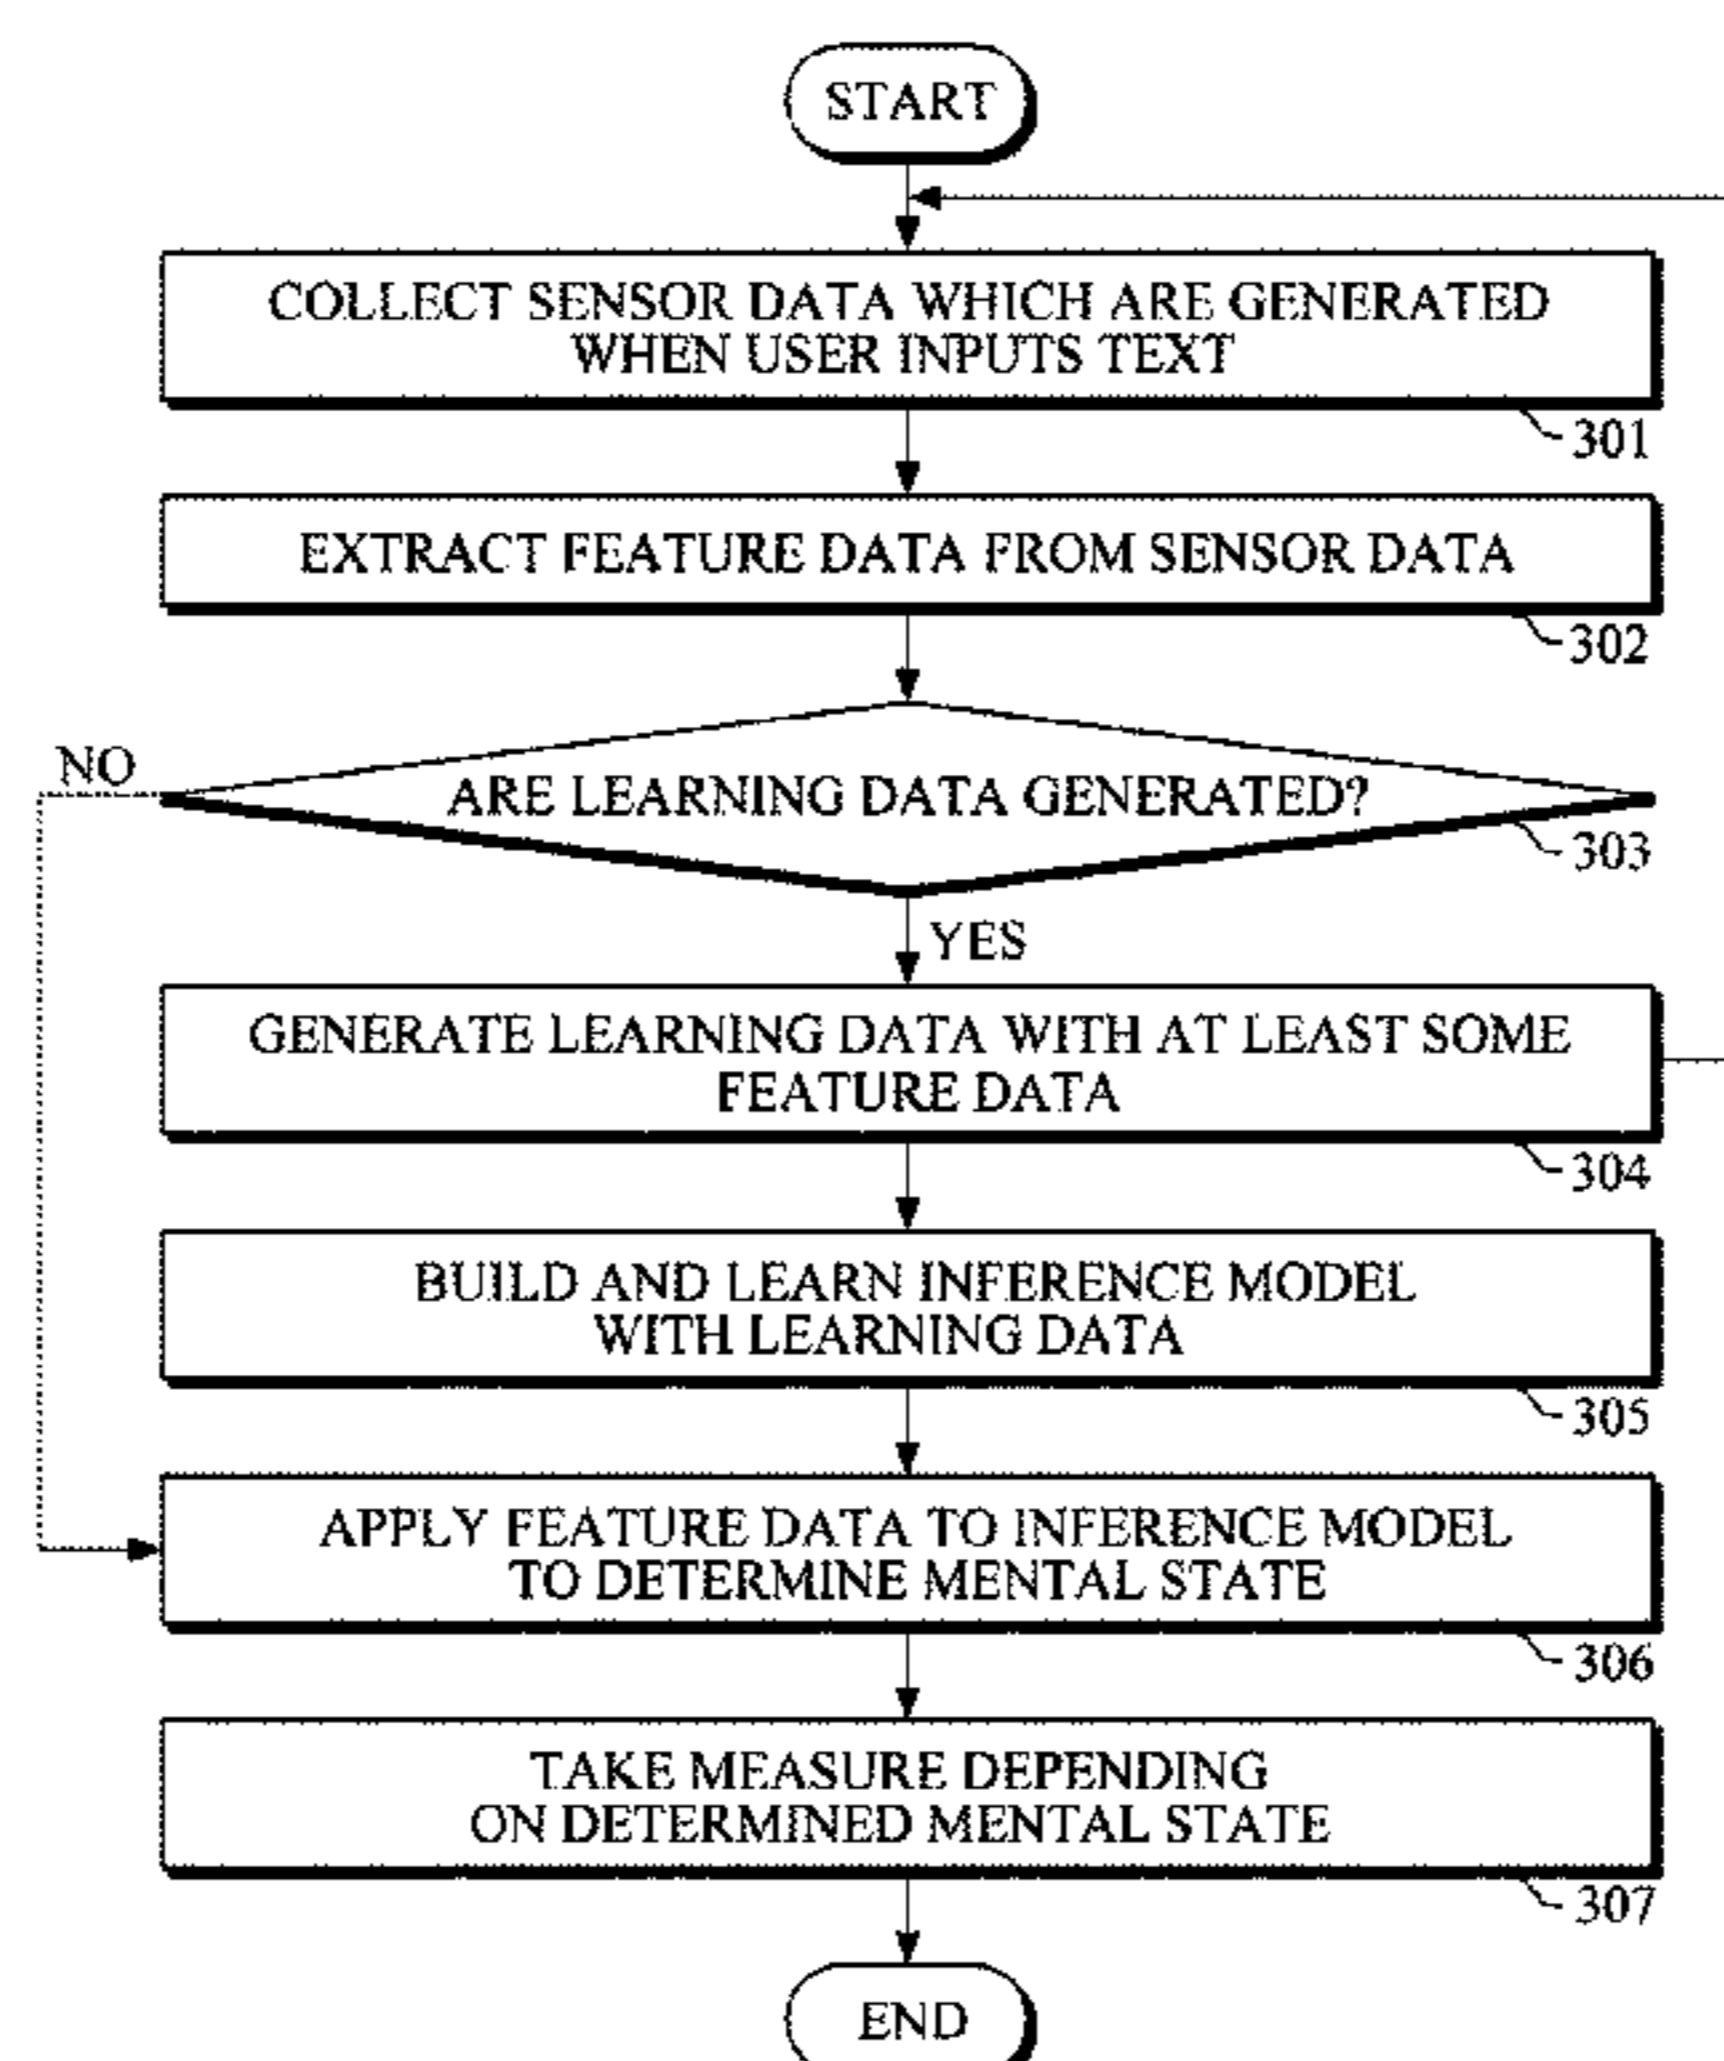 START
COLLECT SENSOR DATA WHICH ARE GENERATED
WHEN USER INPUTS TEXT
301
EXTRACT FEATURE DATA FROM SENSOR DATA
302
NO
ARE LEARNING DATA GENERATED?
303
YES
GENERATE LEARNING DATA WITH AT LEAST SOME
FEATURE DATA
304
BUILD AND LEARN INFERENCE MODEL
WITH LEARNING DATA
305
APPLY FEATURE DATA TO INFERENCE MODEL
TO DETERMINE MENTAL STATE
306
TAKE MEASURE DEPENDING
ON DETERMINED MENTAL STATE
307
END